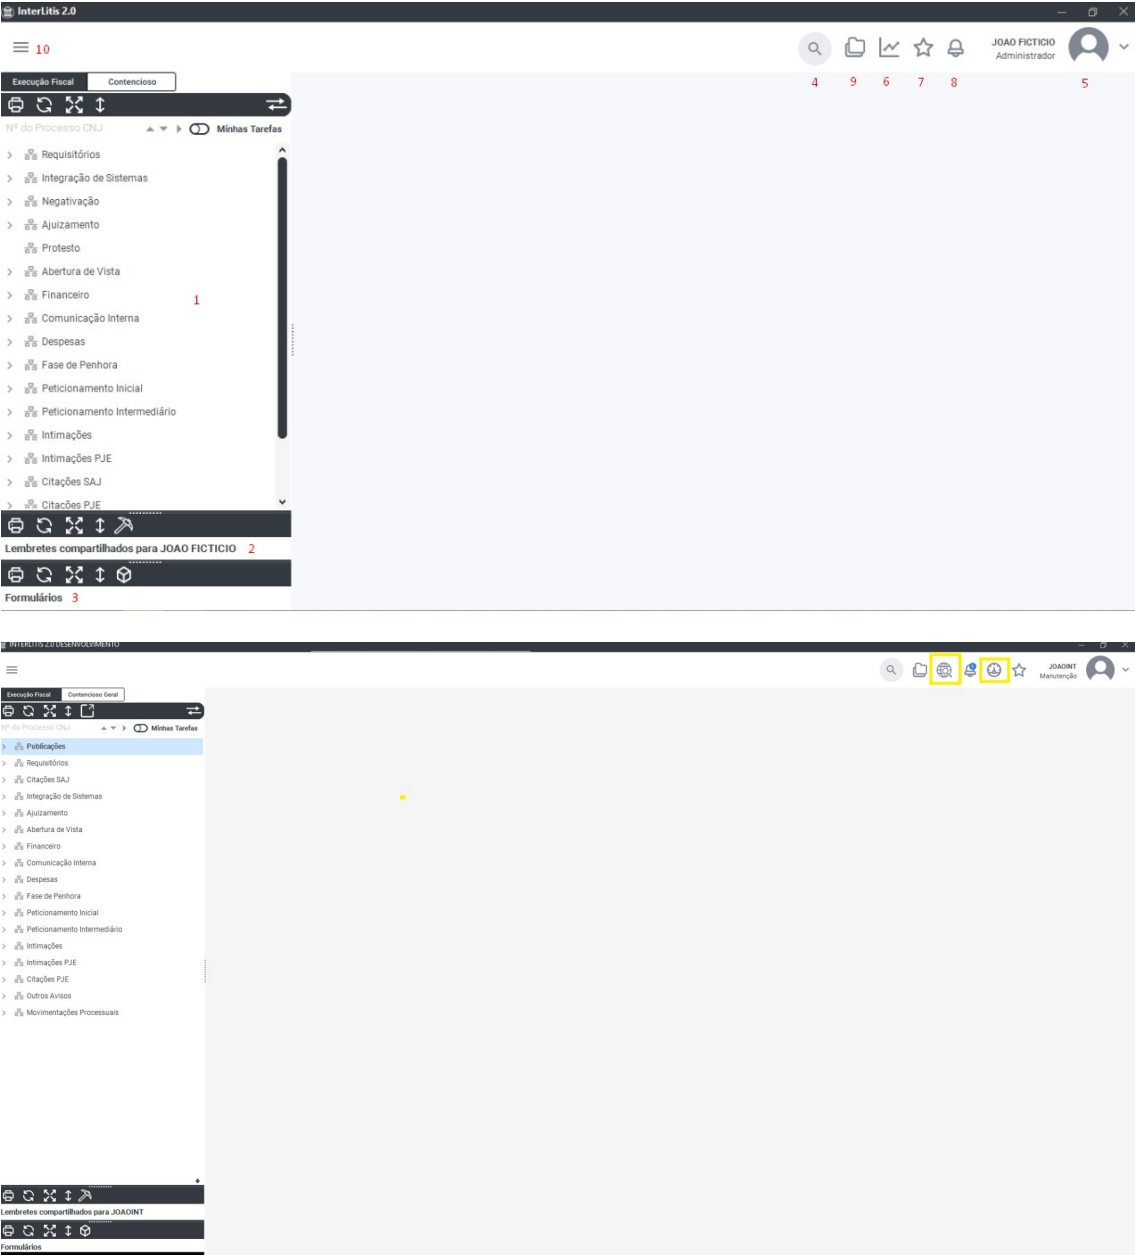 InterLitis 2.0
10
JOAO FICTICIO
Administrador
4
9
6
7
8
5
Execução Fiscal
Contencioso
Nº do Processo CNJ
Minhas Tarefas
Requisitórios
Integração de Sistemas
Negativação
Ajuizamento
Protesto
Abertura de Vista
Financeiro
1
Comunicação Interna
Despesas
Fase de Penhora
Peticionamento Inicial
Peticionamento Intermediário
Intimações
Intimações PJE
Citações SAJ
Citações PJE
Lembretes compartilhados para JOAO FICTICIO 2
Formulários 3
INTERLITIS 2.0 DESENVOLVIMENTO
JOAOINT
Manutenção
Execução Fiscal
Contencioso Geral
Nº do Processo CNJ
Minhas Tarefas
Publicações
Requisitórios
Citações SAJ
Integração de Sistemas
Ajuizamento
Abertura de Vista
Financeiro
Comunicação Interna
Despesas
Fase de Penhora
Peticionamento Inicial
Peticionamento Intermediário
Intimações
Intimações PJE
Citações PJE
Outros Avisos
Movimentações Processuais
Lembretes compartilhados para JOAOINT
Formulários